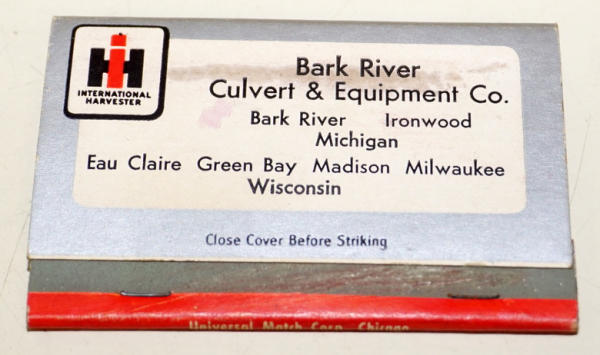 INTERNATIONAL
HARVESTER
Bark River
Culvert & Equipment Co.
Bark River Ironwood
Michigan
Eau Claire Green Bay Madison Milwaukee
Wisconsin
Close Cover Before Striking
Universal Match Corp. Chicago